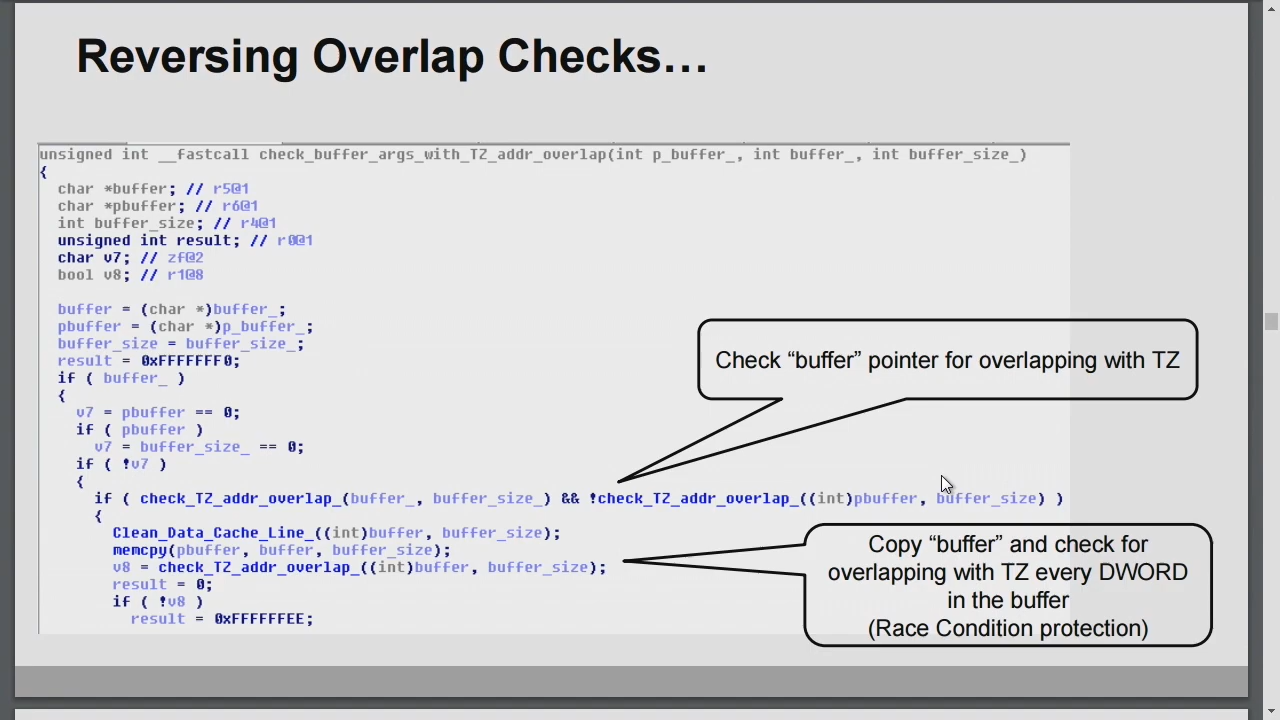 Reversing Overlap Checks…
unsigned int __fastcall check_buffer_args_with_TZ_addr_overlap(int p_buffer_, int buffer_, int buffer_size_)
{
char *buffer; // r5@1
char *pbuffer; // r6@1
int buffer_size; // r4@1
unsigned int result; // r0@1
char v7; // zf@2
bool v8; // r1@8
buffer = (char *)buffer_;
pbuffer = (char *)p_buffer_;
buffer_size = buffer_size_;
result = 0xFFFFFFF0;
if ( buffer_ )
{
v7 = pbuffer == 0;
if ( pbuffer )
v7 = buffer_size_ == 0;
if ( !v7 )
{
if ( check_TZ_addr_overlap_(buffer_, buffer_size_) && !check_TZ_addr_overlap_((int)pbuffer, buffer_size) )
{
Clean_Data_Cache_Line_((int)buffer, buffer_size);
memcpy(pbuffer, buffer, buffer_size);
v8 = check_TZ_addr_overlap_((int)buffer, buffer_size);
result = 0;
if ( !v8 )
result = 0xFFFFFFEE;
Check “buffer” pointer for overlapping with TZ
Copy “buffer” and check for
overlapping with TZ every DWORD
in the buffer
(Race Condition protection)